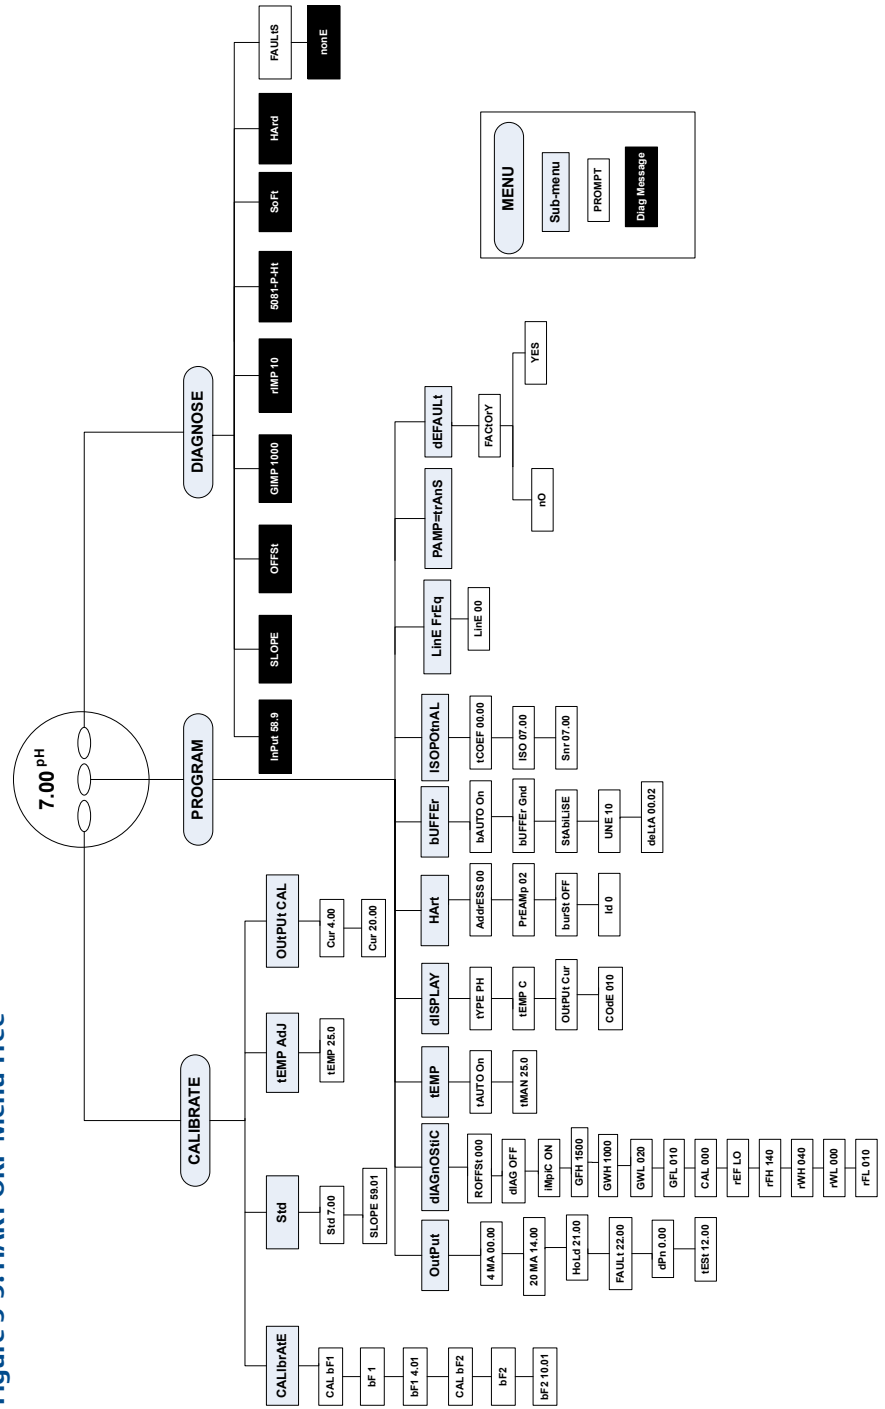 7.00 pH
CALIBRATE
PROGRAM
DIAGNOSE
CALIbrAtE
CAL bF1
bF 1
bF1 4.01
CAL bF2
bF2
bF2 10.01
Std
Std 7.00
SLOPE 59.01
tEMP AdJ
tEMP 25.0
OUtPUt CAL
Cur 4.00
Cur 20.00
OutPut
4 MA 00.00
20 MA 14.00
HoLd 21.00
FAULt 22.00
dPn 0.00
tESt 12.00
dIAGnOStiC
ROFFSt 000
dIAG OFF
iMpiC ON
GFH 1500
GWH 1000
GWL 020
GFL 010
CAL 000
rEF LO
rFH 140
rWH 040
rWL 000
rFL 010
tEMP
tAUTO On
tMAN 25.0
dISPLAY
tYPE PH
tEMP C
OUtPUt Cur
COdE 010
HArt
AddrESS 00
PrEAMp 02
burSt OFF
Id 0
bUFFEr
bAUTO On
bUFFEr Gnd
StAbiLiSE
UNE 10
deLtA 00.02
ISOPOtnAL
tCOEF 00.00
ISO 07.00
Snr 07.00
LinE FrEq
LinE 00
PAMP=trAnS
dEFAULt
FACtOrY
nO
YES
InPut 58.9
SLOPE
OFFSt
GIMP 1000
rIMP 10
5081-P-Ht
SoFt
HArd
FAULtS
nonE
MENU
Sub-menu
PROMPT
Diag Message